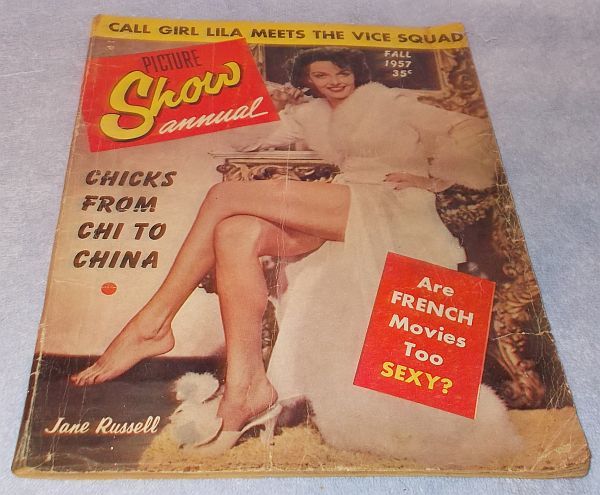 CALL GIRL LILA MEETS THE VICE SQUAD
PICTURE
Show
annual
FALL
1957
35¢
CHICKS
FROM
CHI TO
CHINA
Are
FRENCH
Movies
Too
SEXY?
Jane Russell